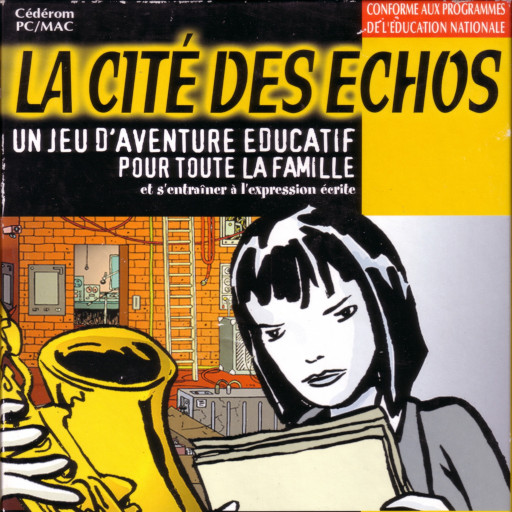 Cédérom
PC/MAC
CONFORME AUX PROGRAMMES
DE L'ÉDUCATION NATIONALE
LA CITÉ DES ECHOS
UN JEU D'AVENTURE EDUCATIF
POUR TOUTE LA FAMILLE
et s'entraîner à l'expression écrite